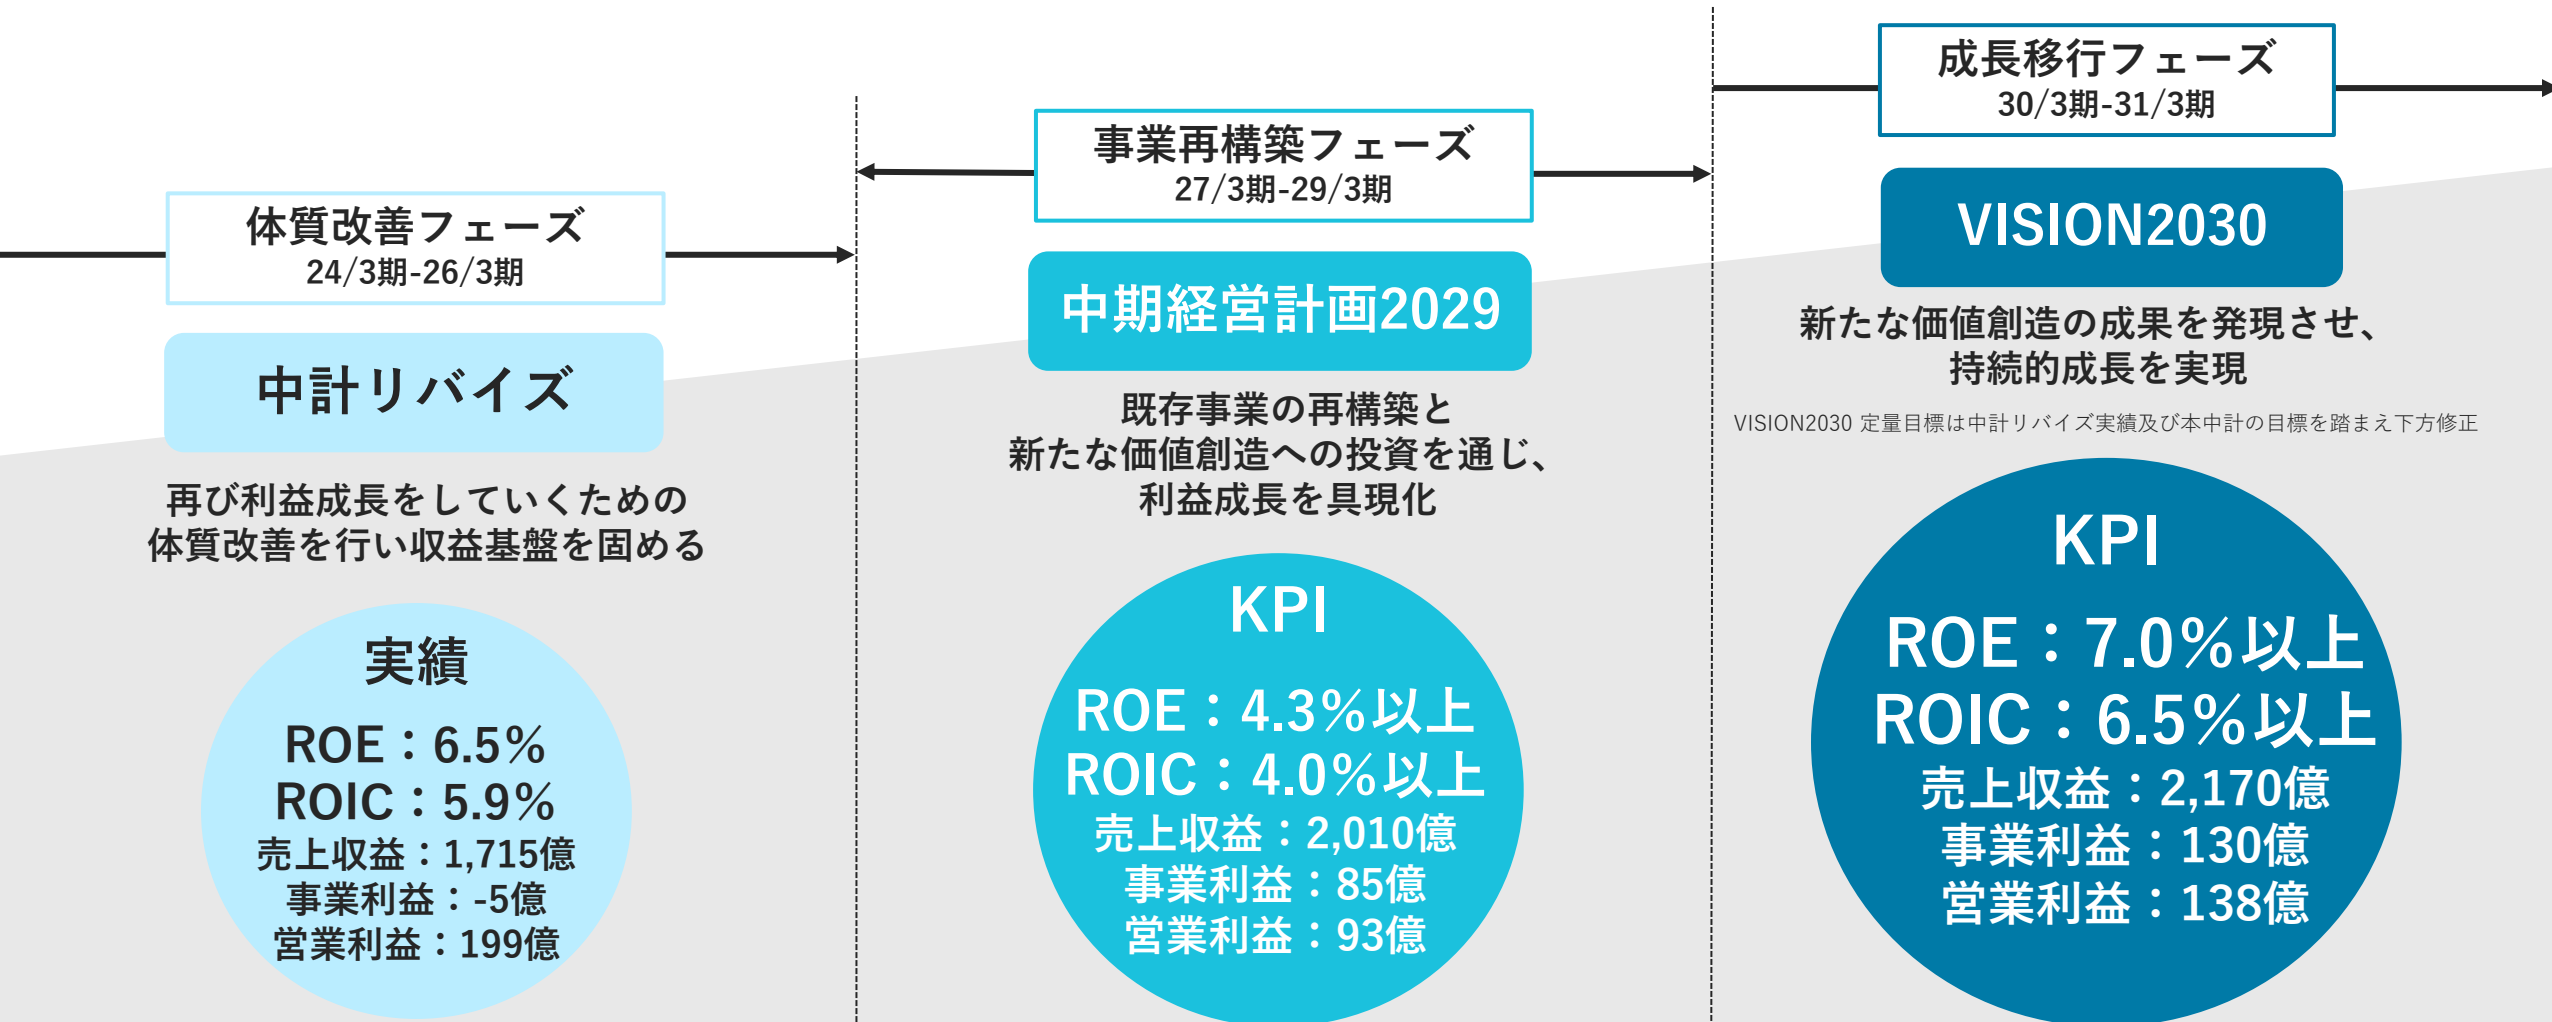 体質改善フェーズ
24/3期-26/3期
中計リバイズ
再び利益成長をしていくための
体質改善を行い収益基盤を固める
実績
ROE：6.5%
ROIC：5.9%
売上収益：1,715億
事業利益：-5億
営業利益：199億
事業再構築フェーズ
27/3期-29/3期
中期経営計画2029
既存事業の再構築と
新たな価値創造への投資を通じ、
利益成長を具現化
KPI
ROE：4.3%以上
ROIC：4.0%以上
売上収益：2,010億
事業利益：85億
営業利益：93億
成長移行フェーズ
30/3期-31/3期
VISION2030
新たな価値創造の成果を発現させ、
持続的成長を実現
VISION2030 定量目標は中計リバイズ実績及び本中計の目標を踏まえ下方修正
KPI
ROE：7.0%以上
ROIC：6.5%以上
売上収益：2,170億
事業利益：130億
営業利益：138億